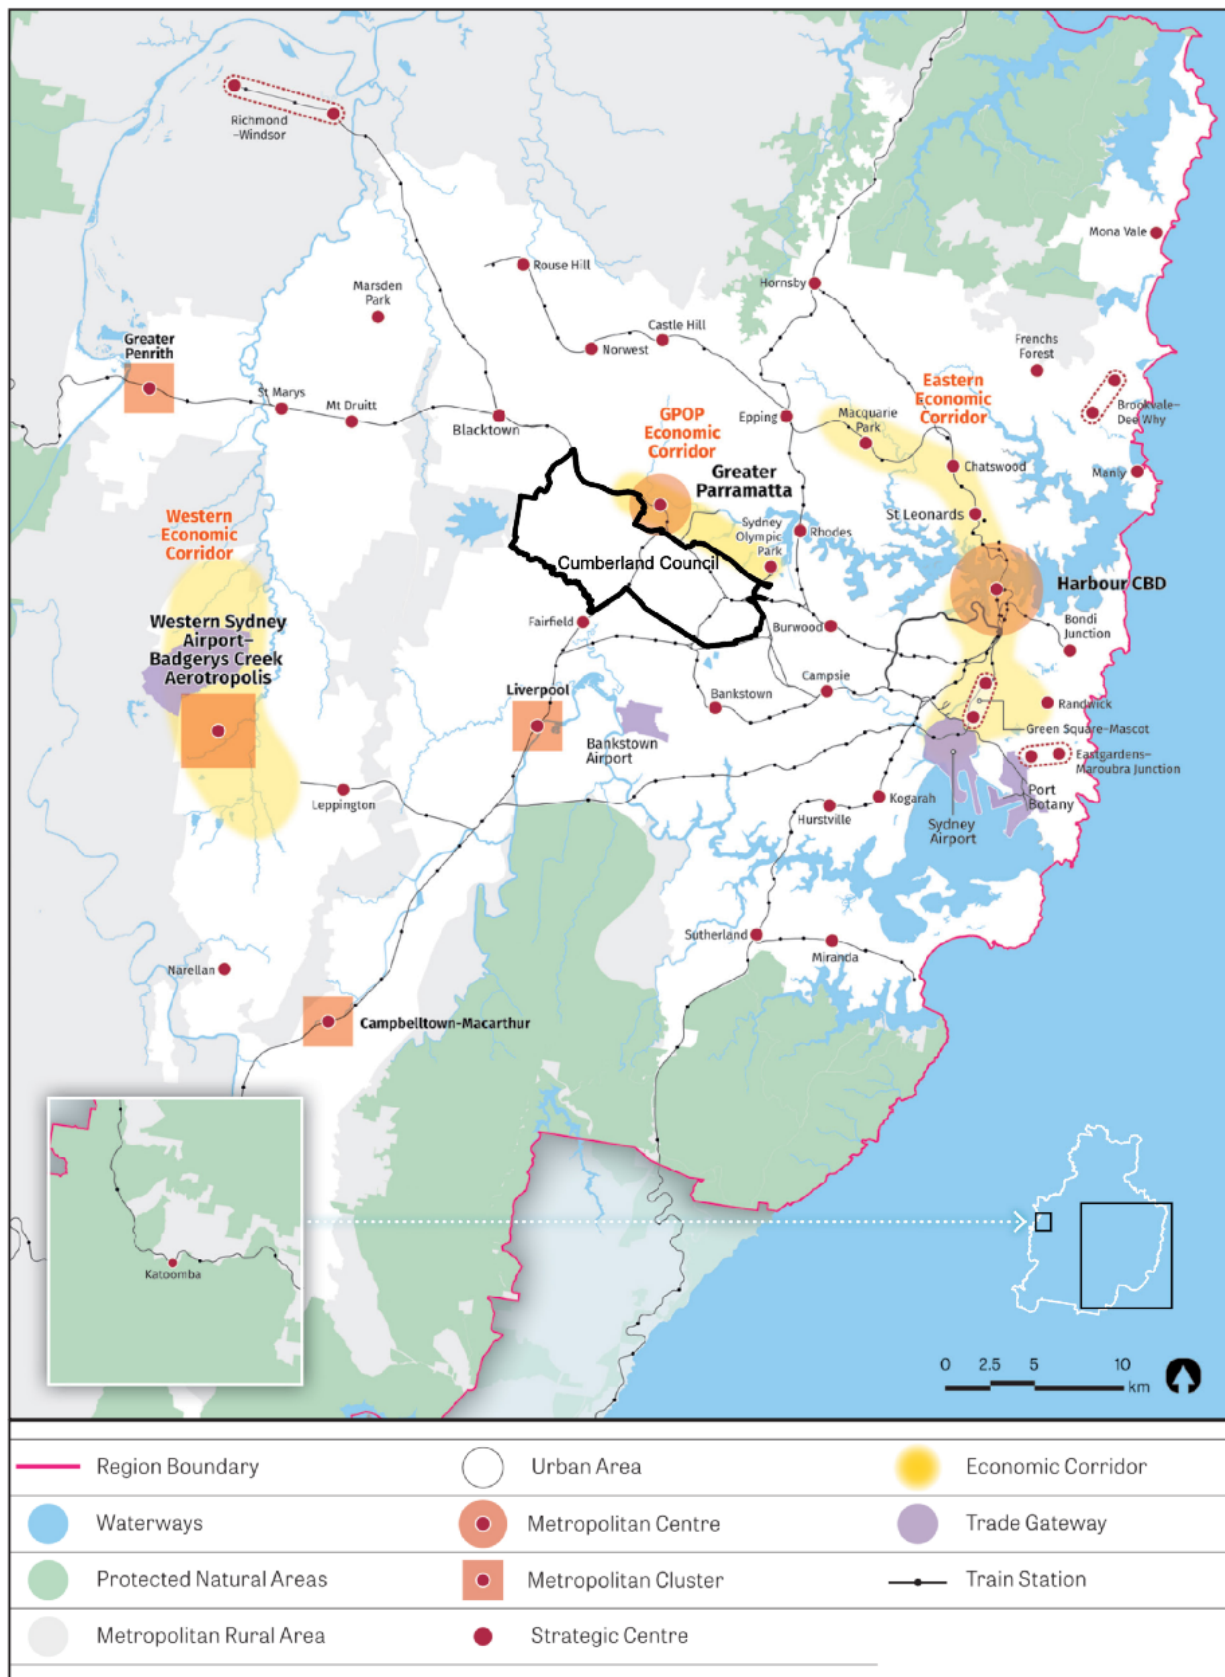 Richmond
–Windsor
Mona Vale
Rouse Hill
Hornsby
Marsden
Park
Castle Hill
Greater
Penrith
Norwest
Frenchs
Forest
St Marys
Mt Druitt
Eastern
Economic
Corridor
GPOP
Economic
Corridor
Epping
Macquarie
Park
Brookvale–
Dee Why
Blacktown
Chatswood
Manly
Greater
Parramatta
Western
Economic
Corridor
St Leonards
Sydney
Olympic
Park
Rhodes
Cumberland Council
Harbour CBD
Western Sydney
Airport–
Badgerys Creek
Aerotropolis
Fairfield
Burwood
Bondi
Junction
Liverpool
Campsie
Bankstown
Randwick
Green Square–Mascot
Bankstown
Airport
Eastgardens–
Maroubra Junction
Leppington
Kogarah
Port
Botany
Hurstville
Sydney
Airport
Sutherland
Miranda
Narellan
Campbelltown-Macarthur
Katoomba
0 2.5 5 10
km
Region Boundary
Urban Area
Economic Corridor
Waterways
Metropolitan Centre
Trade Gateway
Protected Natural Areas
Metropolitan Cluster
Train Station
Metropolitan Rural Area
Strategic Centre